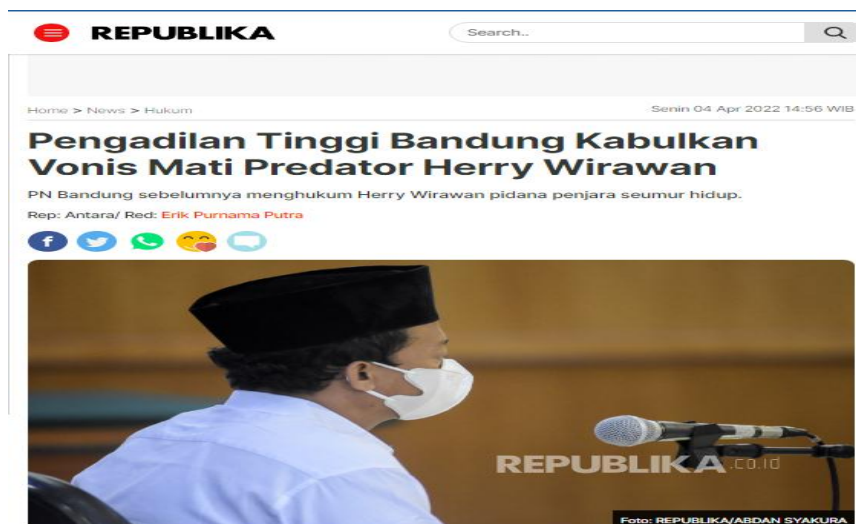 REPUBLIKA
Search..
Home > News > Hukum
Senin 04 Apr 2022 14:56 WIB
Pengadilan Tinggi Bandung Kabulkan
Vonis Mati Predator Herry Wirawan
PN Bandung sebelumnya menghukum Herry Wirawan pidana penjara seumur hidup.
Rep: Antara/ Red: Erik Purnama Putra
REPUBLIKA.co.id
Foto: REPUBLIKA/ABDAN SYAKURA